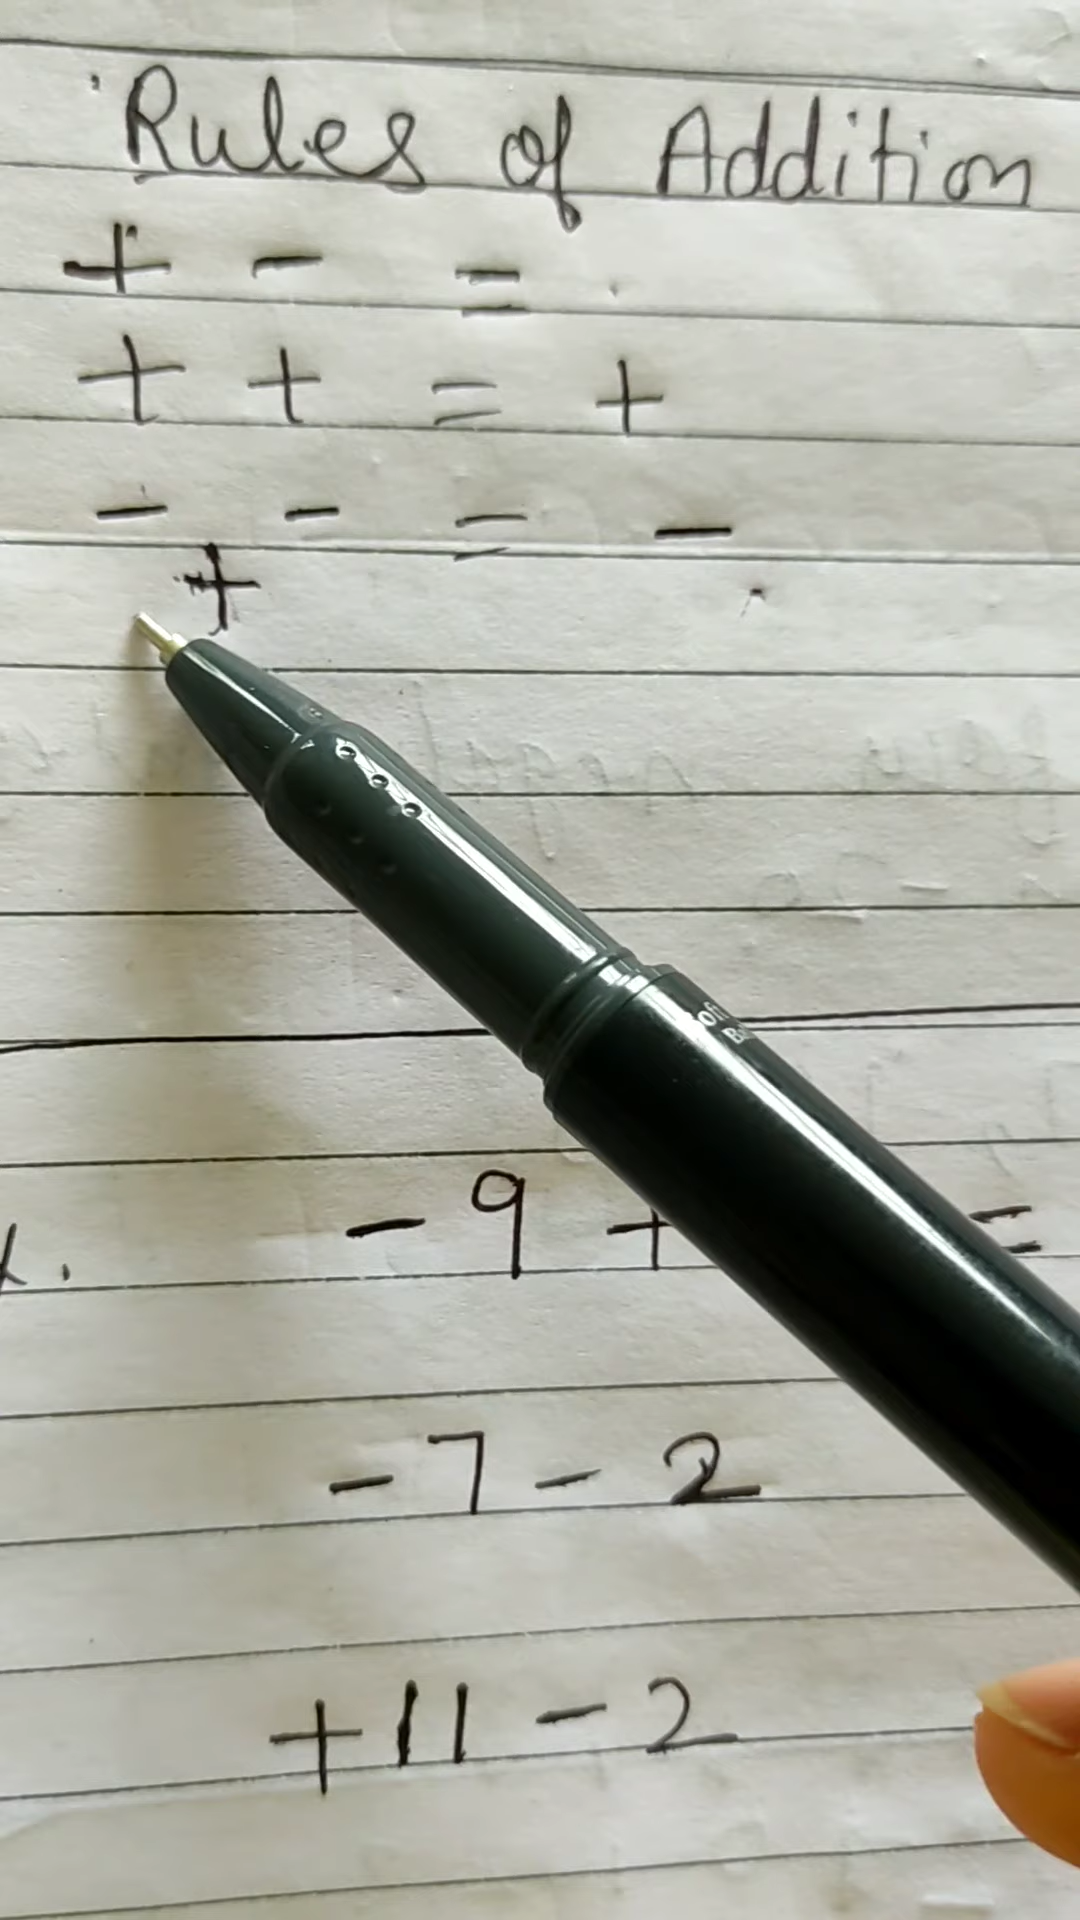 Rules of Addition
+ - =
+ + = +
- - = -
+
- 9 + =
- 7 - 2
+ 11 - 2